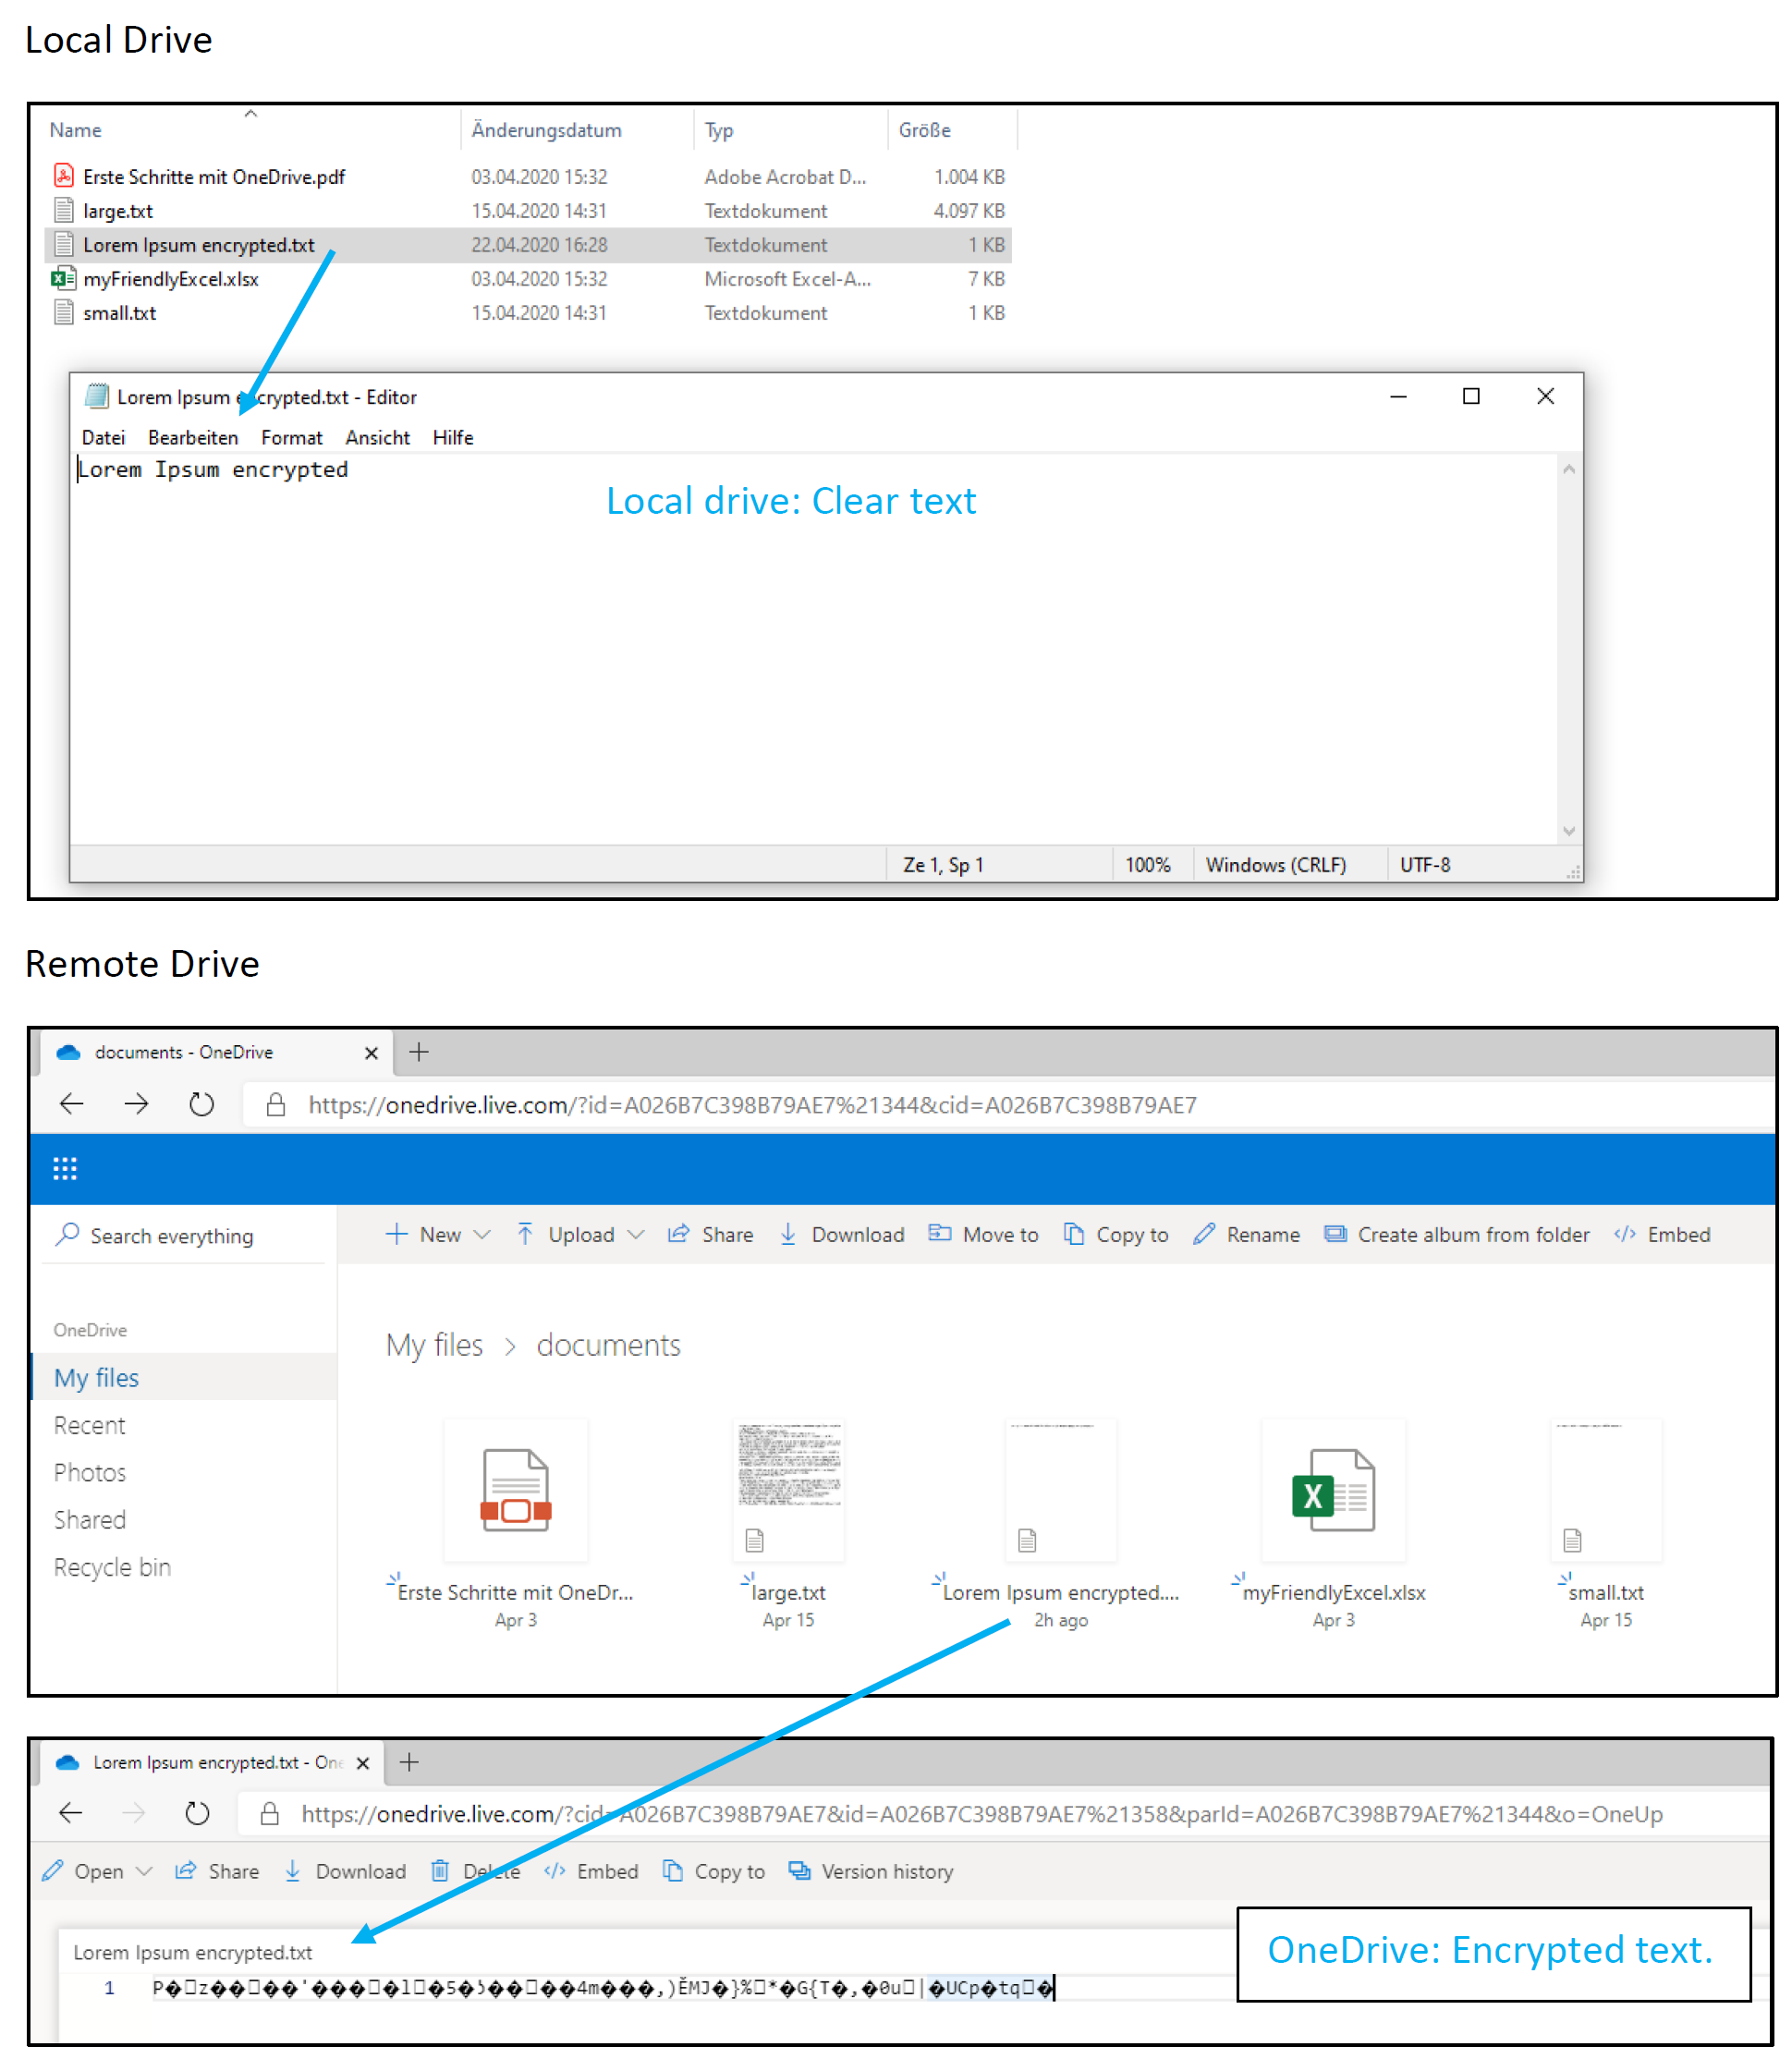 Local Drive
Name Änderungsdatum Typ Größe
Erste Schritte mit OneDrive.pdf 03.04.2020 15:32 Adobe Acrobat D... 1.004 KB
large.txt 15.04.2020 14:31 Textdokument 4.097 KB
Lorem Ipsum encrypted.txt 22.04.2020 16:28 Textdokument 1 KB
myFriendlyExcel.xlsx 03.04.2020 15:32 Microsoft Excel-A... 7 KB
small.txt 15.04.2020 14:31 Textdokument 1 KB
Lorem Ipsum encrypted.txt - Editor
Datei Bearbeiten Format Ansicht Hilfe
Lorem Ipsum encrypted
Local drive: Clear text
Ze 1, Sp 1 100% Windows (CRLF) UTF-8
Remote Drive
documents - OneDrive
https://onedrive.live.com/?id=A026B7C398B79AE7%21344&cid=A026B7C398B79AE7
Search everything New Upload Share Download Move to Copy to Rename Create album from folder Embed
OneDrive
My files > documents
My files
Recent
Photos
Shared
Recycle bin
Erste Schritte mit OneDr... large.txt Lorem Ipsum encrypted.... myFriendlyExcel.xlsx small.txt
Apr 3 Apr 15 2h ago Apr 3 Apr 15
Lorem Ipsum encrypted.txt - One
https://onedrive.live.com/?cid=A026B7C398B79AE7&id=A026B7C398B79AE7%21358&parId=A026B7C398B79AE7%21344&o=OneUp
Open Share Download Delete Embed Copy to Version history
OneDrive: Encrypted text.
Lorem Ipsum encrypted.txt
1